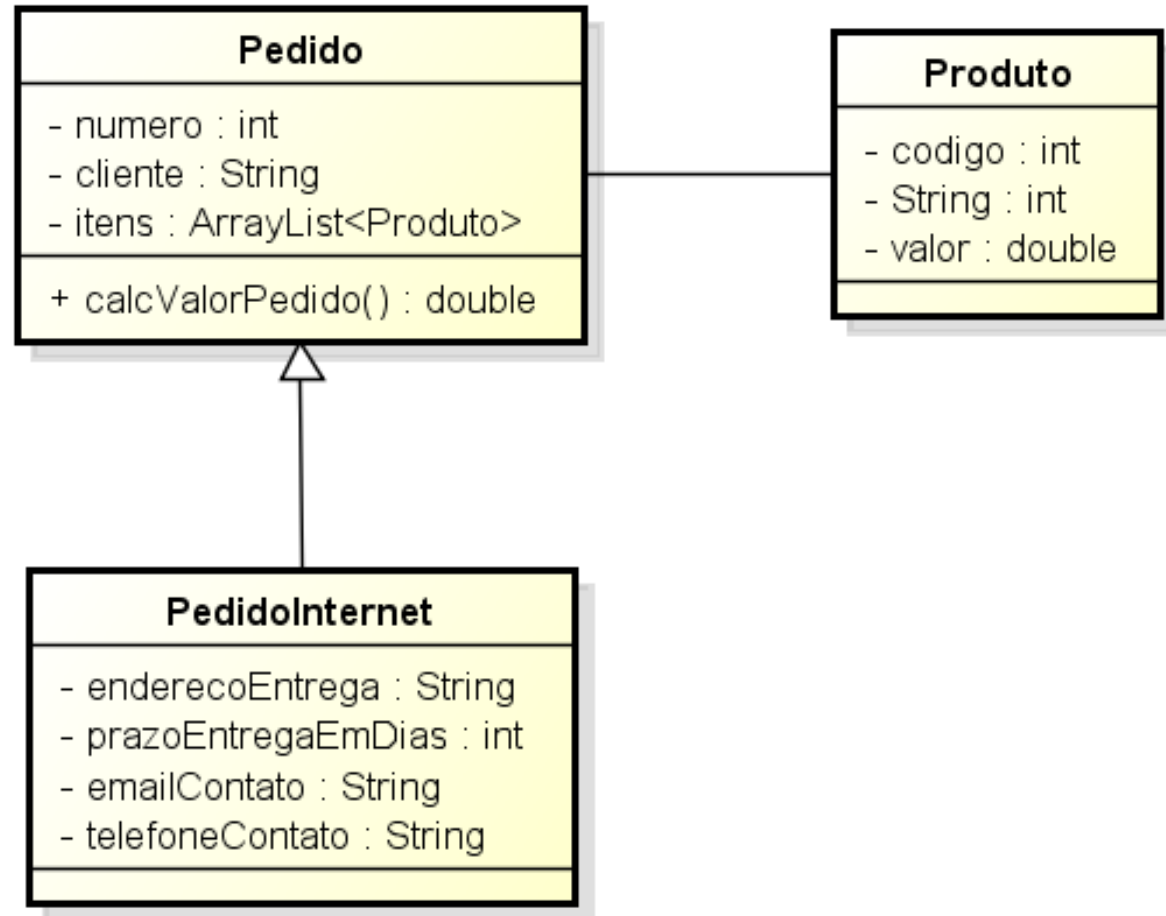 Pedido
- numero : int
- cliente : String
- itens : ArrayList<Produto>
+ calcValorPedido() : double
Produto
- codigo : int
- String : int
- valor : double
PedidoInternet
- enderecoEntrega : String
- prazoEntregaEmDias : int
- emailContato : String
- telefoneContato : String